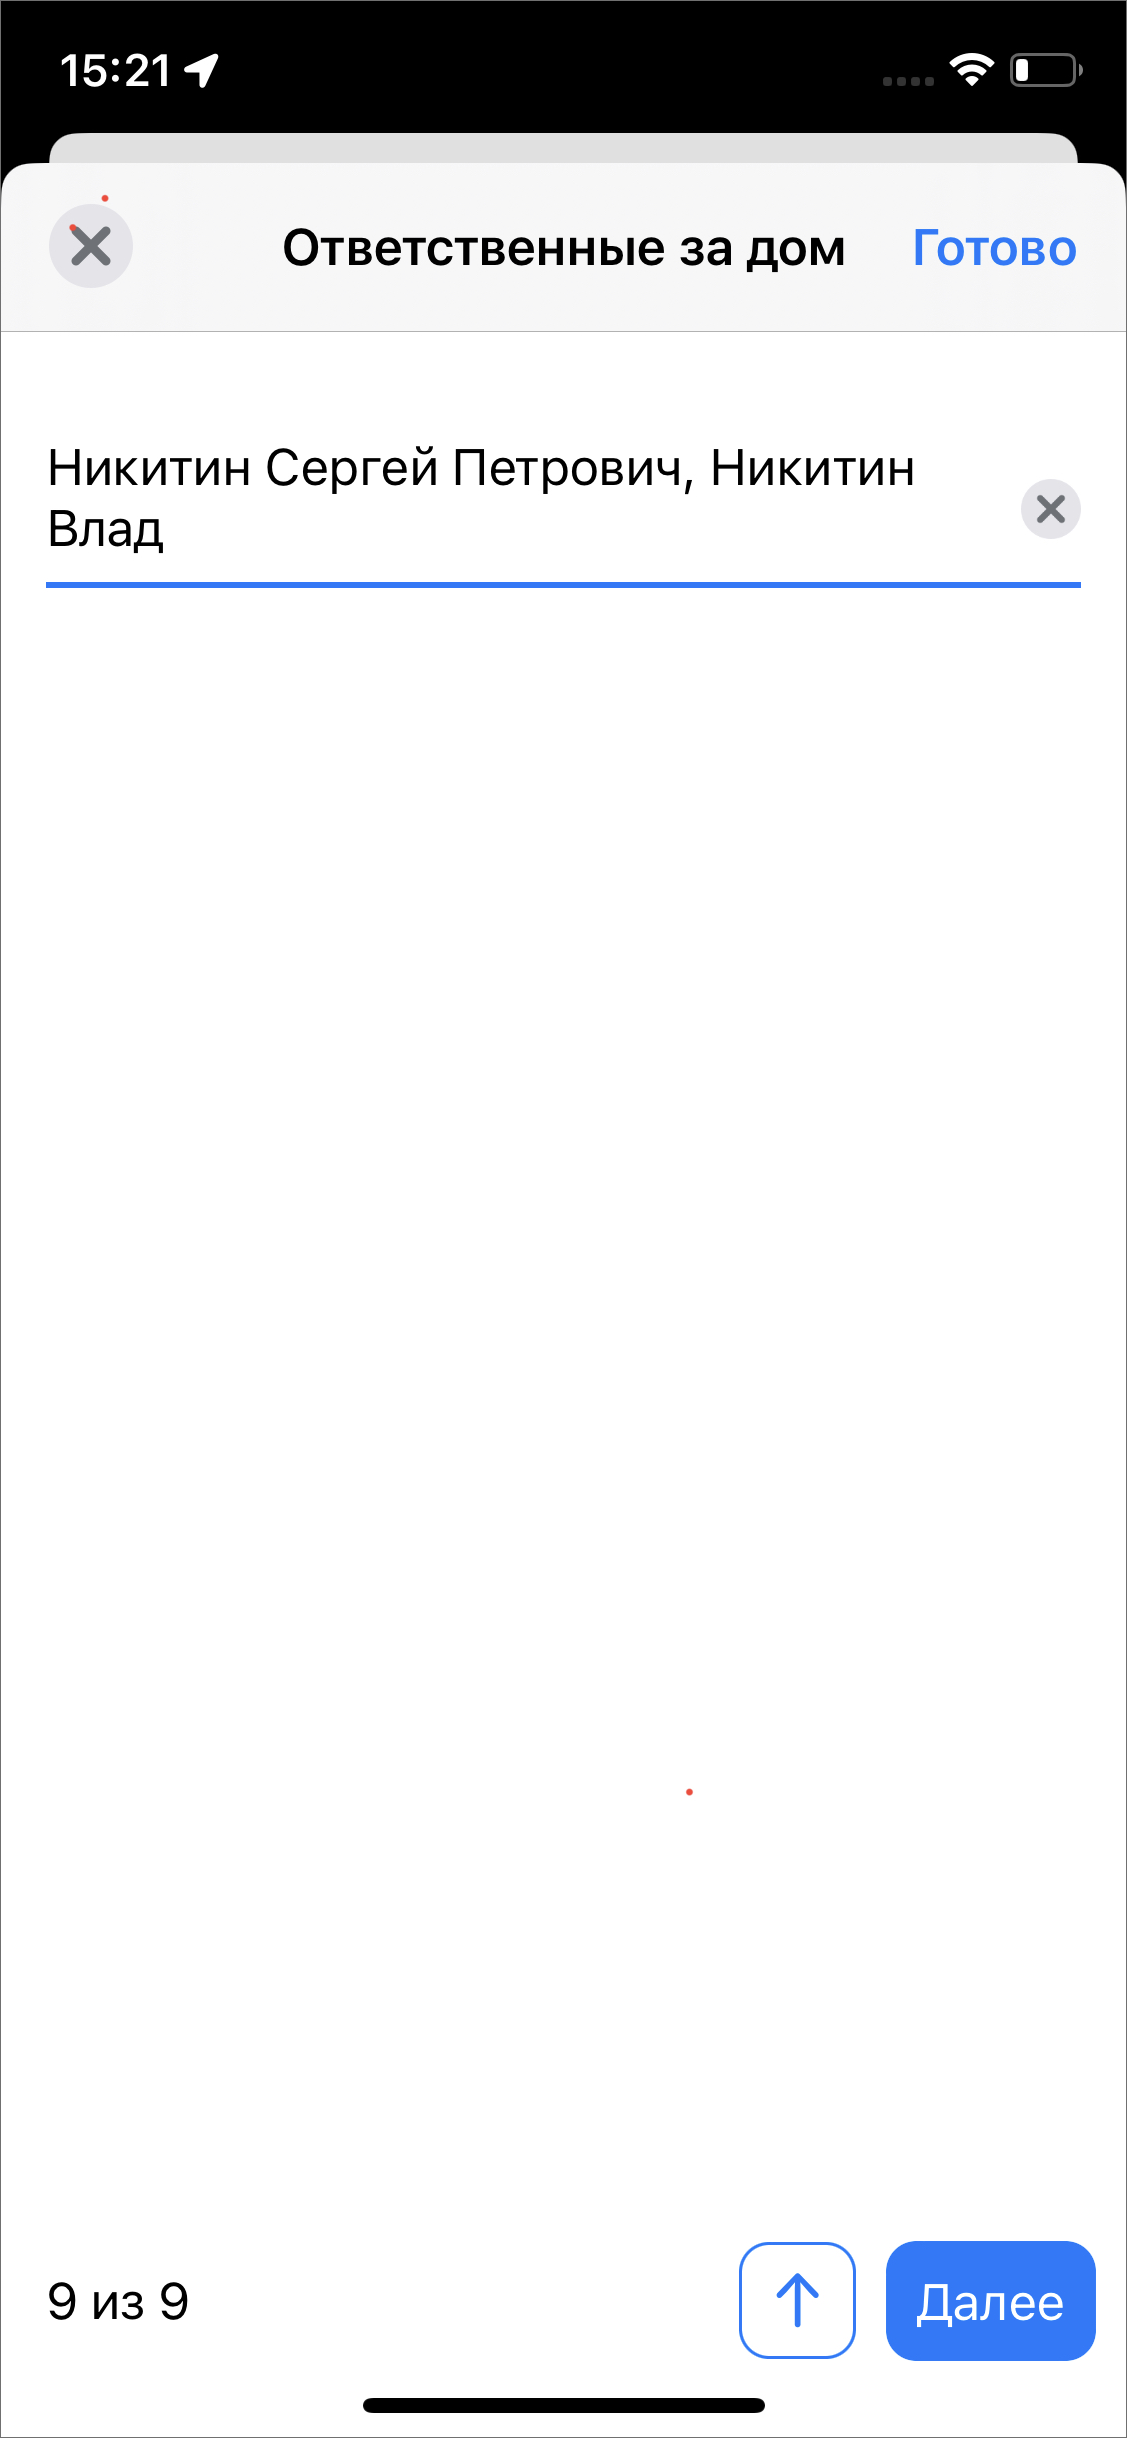 15:21
Ответственные за дом
Готово
Никитин Сергей Петрович, Никитин
Влад
9 из 9
Далее